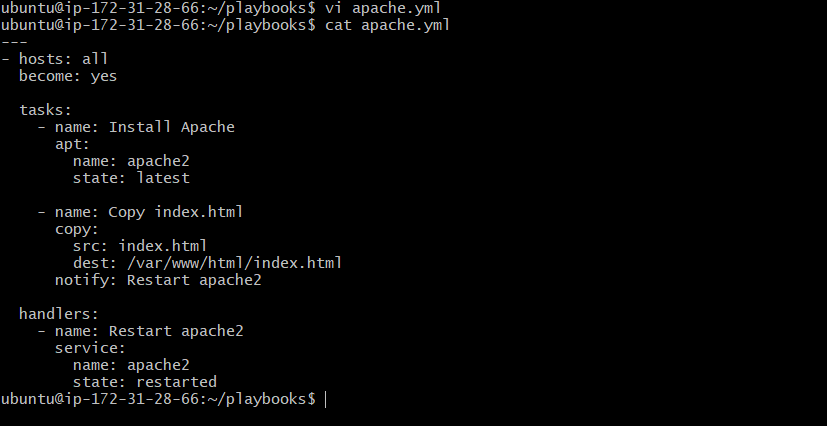 ubuntu@ip-172-31-28-66:~/playbooks$ vi apache.yml
ubuntu@ip-172-31-28-66:~/playbooks$ cat apache.yml
---
- hosts: all
  become: yes

  tasks:
    - name: Install Apache
      apt:
        name: apache2
        state: latest

    - name: Copy index.html
      copy:
        src: index.html
        dest: /var/www/html/index.html
      notify: Restart apache2

  handlers:
    - name: Restart apache2
      service:
        name: apache2
        state: restarted
ubuntu@ip-172-31-28-66:~/playbooks$